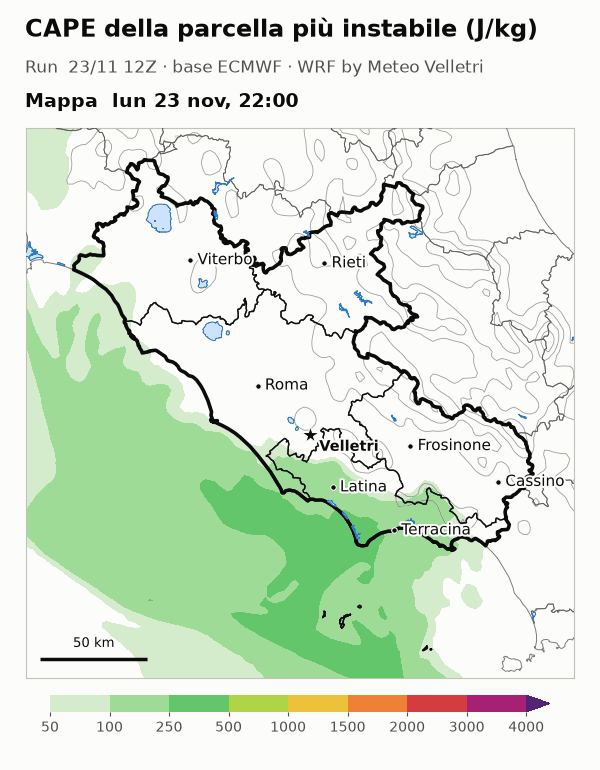 CAPE della parcella più instabile (J/kg)
Run  23/11 12Z · base ECMWF · WRF by Meteo Velletri
Mappa  lun 23 nov, 22:00
Viterbo
Rieti
Roma
Velletri
Frosinone
Cassino
Latina
Terracina
50 km
50 100 250 500 1000 1500 2000 3000 4000